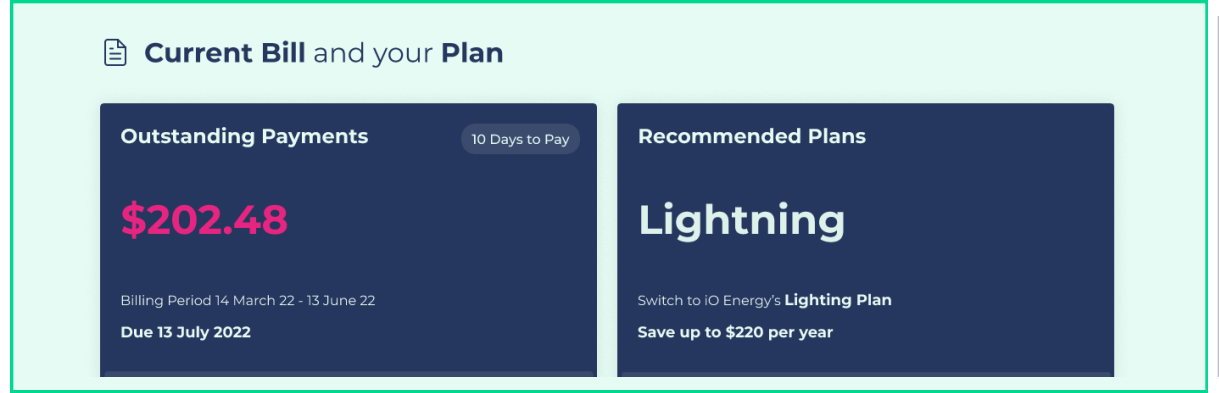 Current Bill and your Plan
Outstanding Payments
10 Days to Pay
$202.48
Billing Period 14 March 22 - 13 June 22
Due 13 July 2022
Recommended Plans
Lightning
Switch to iO Energy's Lighting Plan
Save up to $220 per year